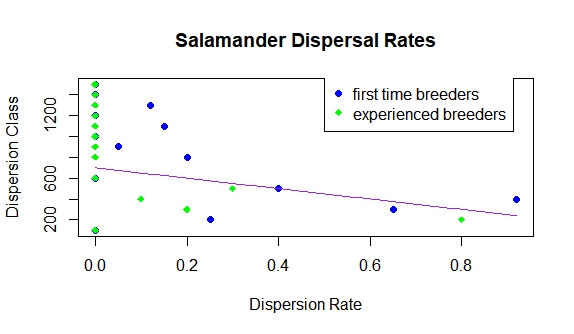 Salamander Dispersal Rates
first time breeders
experienced breeders
Dispersion Class
1200
600
200
0.0 0.2 0.4 0.6 0.8
Dispersion Rate